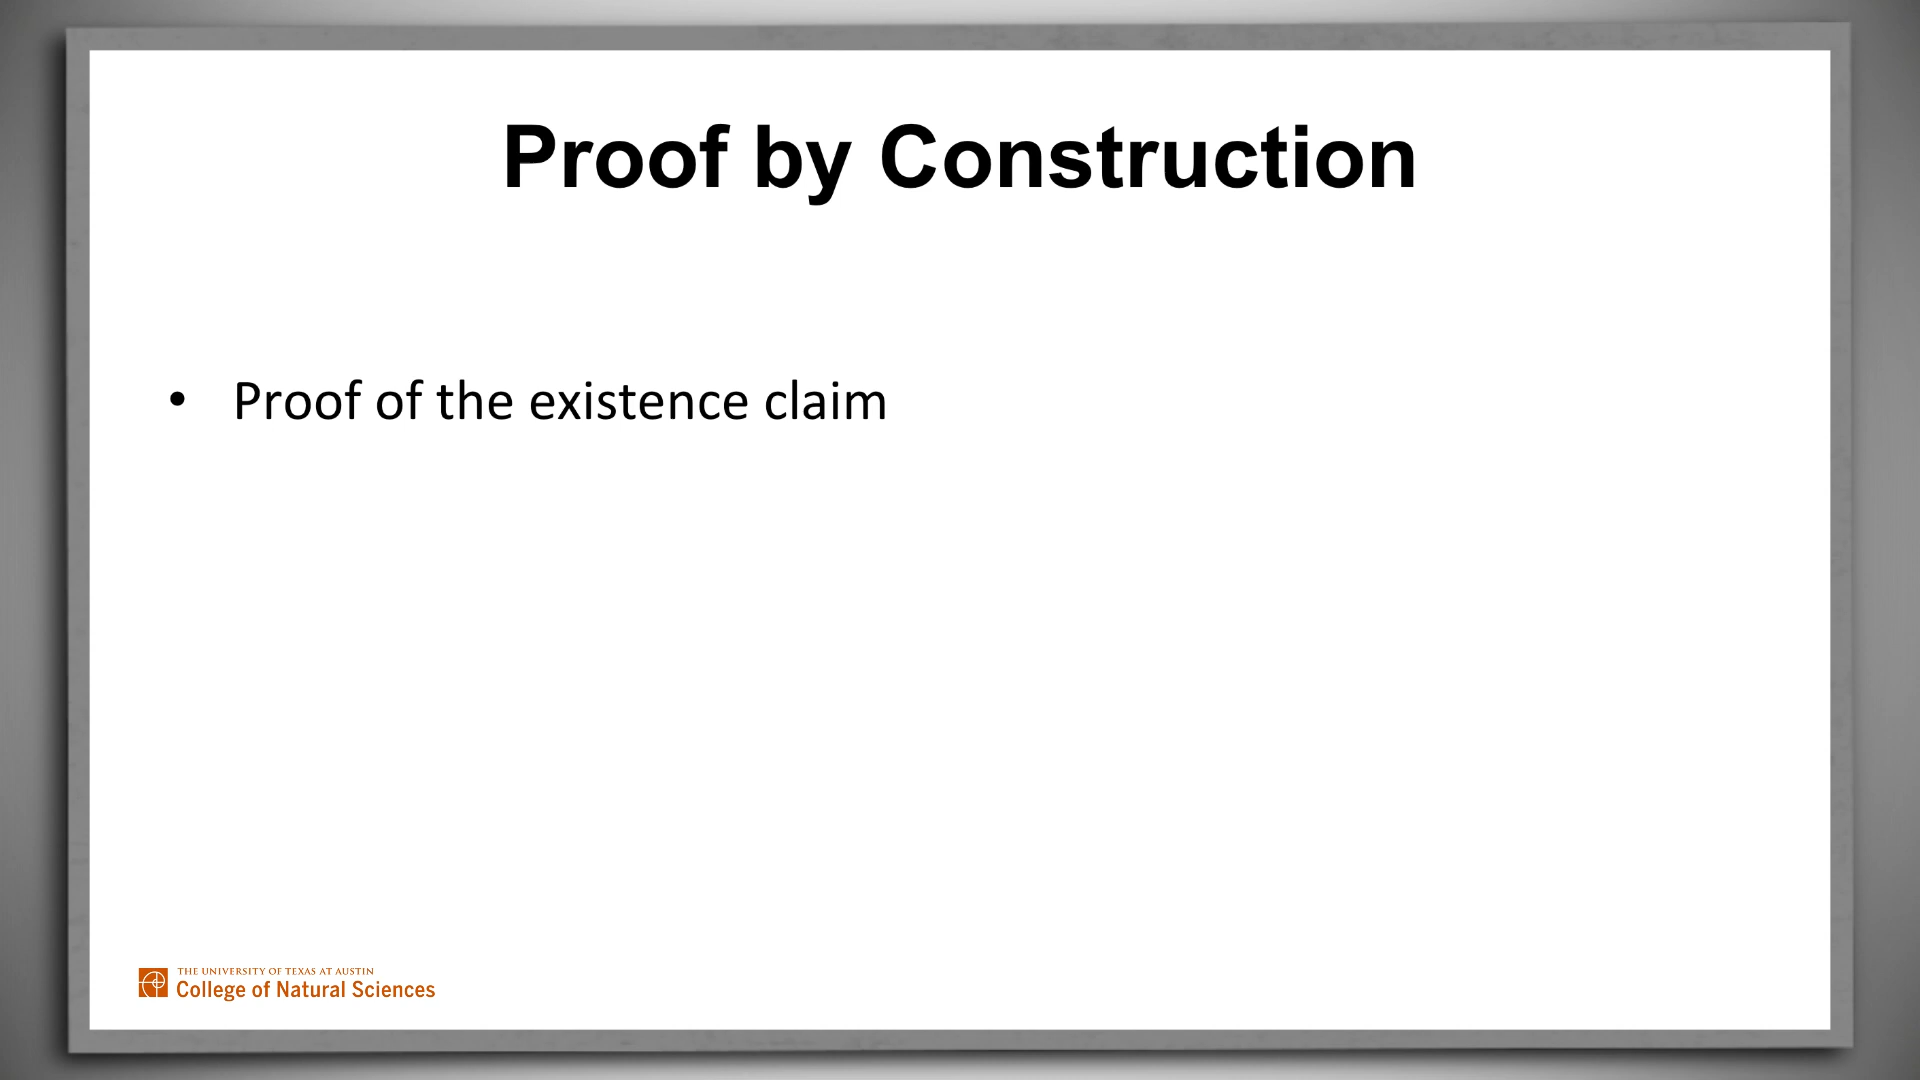 Proof by Construction
• Proof of the existence claim
THE UNIVERSITY OF TEXAS AT AUSTIN
College of Natural Sciences